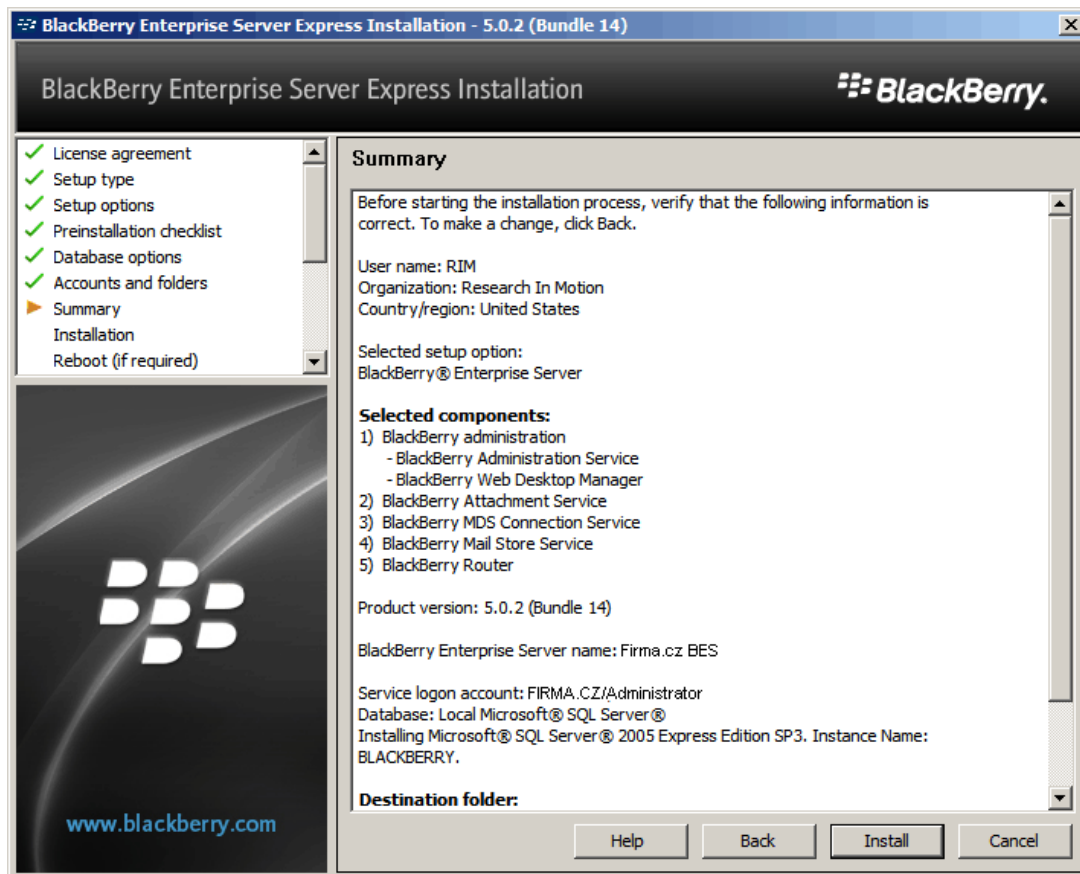 BlackBerry Enterprise Server Express Installation - 5.0.2 (Bundle 14)
BlackBerry Enterprise Server Express Installation
BlackBerry.
License agreement
Setup type
Setup options
Preinstallation checklist
Database options
Accounts and folders
Summary
Installation
Reboot (if required)
www.blackberry.com
Summary
Before starting the installation process, verify that the following information is
correct. To make a change, click Back.
User name: RIM
Organization: Research In Motion
Country/region: United States
Selected setup option:
BlackBerry® Enterprise Server
Selected components:
1) BlackBerry administration
- BlackBerry Administration Service
- BlackBerry Web Desktop Manager
2) BlackBerry Attachment Service
3) BlackBerry MDS Connection Service
4) BlackBerry Mail Store Service
5) BlackBerry Router
Product version: 5.0.2 (Bundle 14)
BlackBerry Enterprise Server name: Firma.cz BES
Service logon account: FIRMA.CZ/Administrator
Database: Local Microsoft® SQL Server®
Installing Microsoft® SQL Server® 2005 Express Edition SP3. Instance Name:
BLACKBERRY.
Destination folder:
Help
Back
Install
Cancel